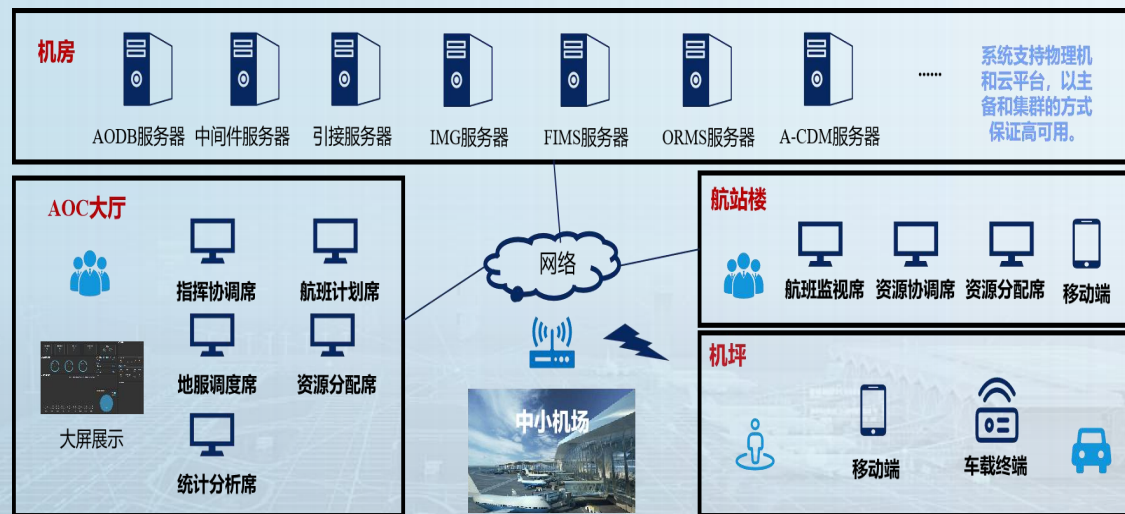 机房
AODB服务器 中间件服务器 引接服务器 IMG服务器 FIMS服务器 ORMS服务器 A-CDM服务器
......
系统支持物理机
和云平台，以主
备和集群的方式
保证高可用。
AOC大厅
指挥协调席 航班计划席
地服调度席 资源分配席
大屏展示
统计分析席
网络
中小机场
航站楼
航班监视席 资源协调席 资源分配席 移动端
机坪
移动端 车载终端